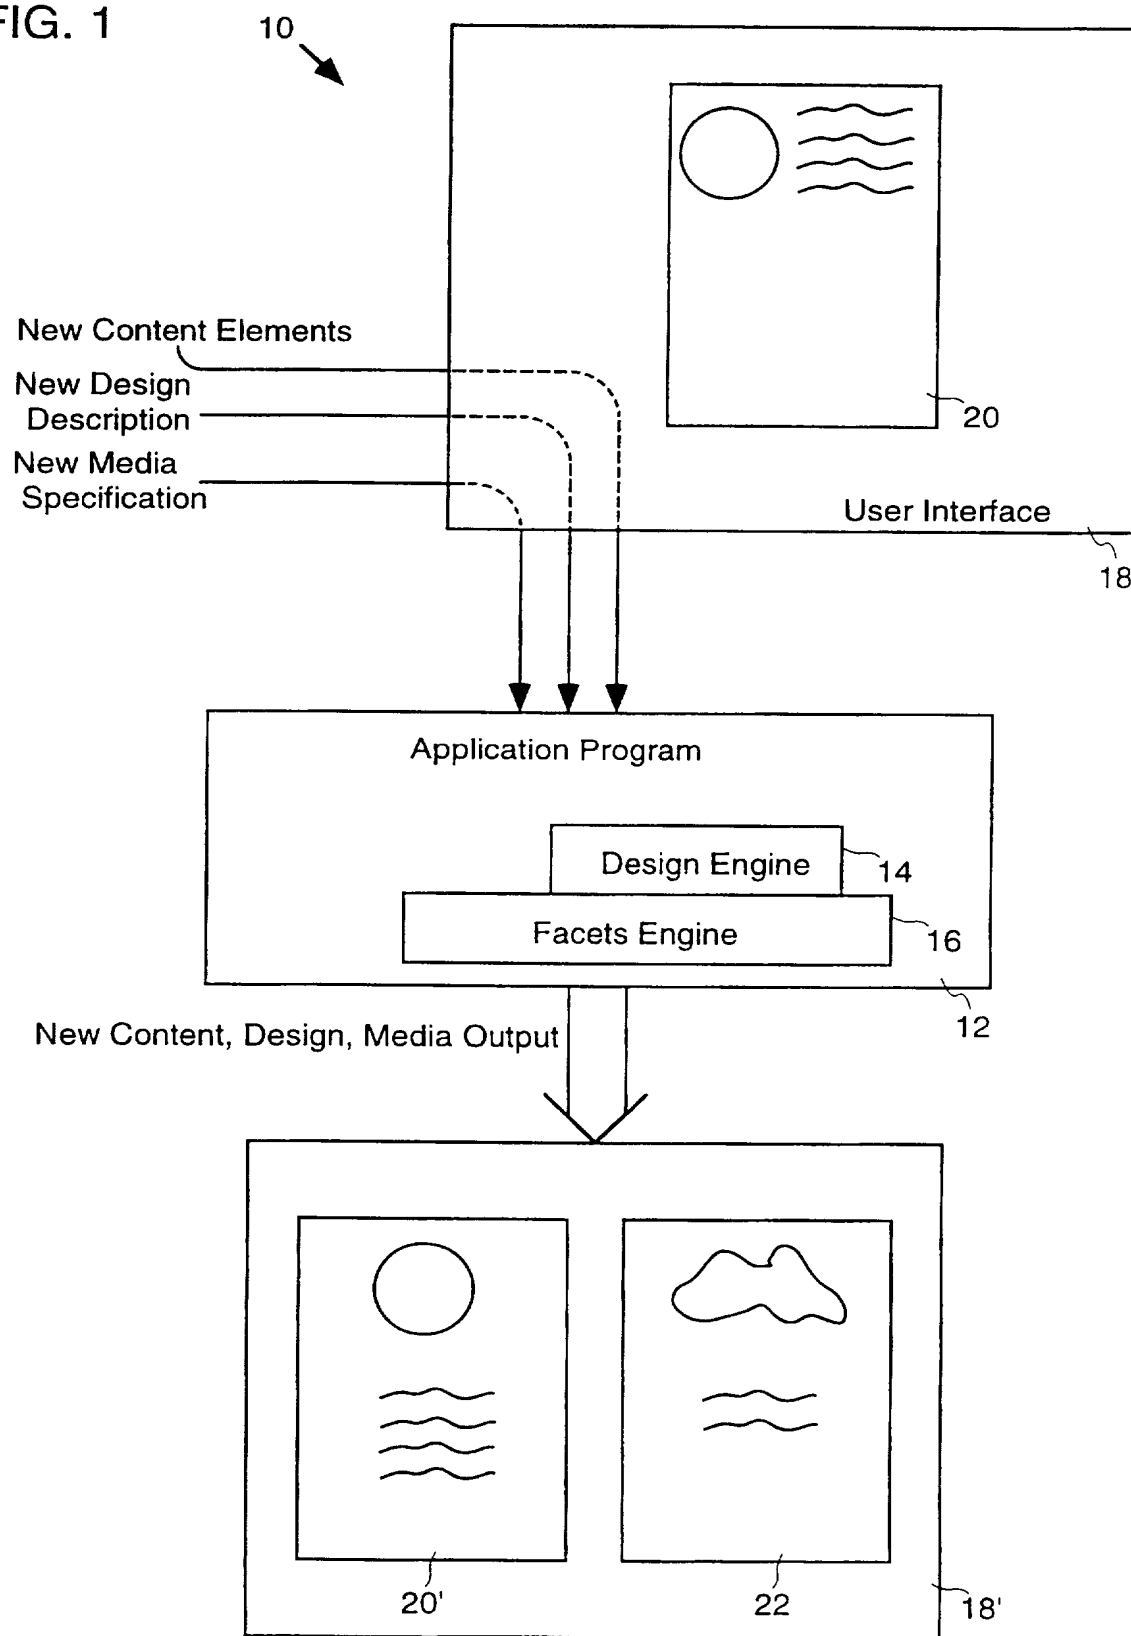 FIG. 1
10
20
New Content Elements
New Design
Description
New Media
Specification
User Interface
18
Application Program
Design Engine
14
Facets Engine
16
12
New Content, Design, Media Output
20'
22
18'